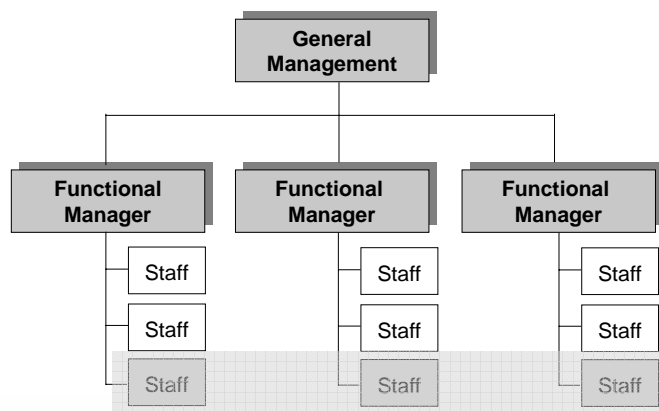 General
Management
Functional
Manager
Functional
Manager
Functional
Manager
Staff
Staff
Staff
Staff
Staff
Staff
Staff
Staff
Staff